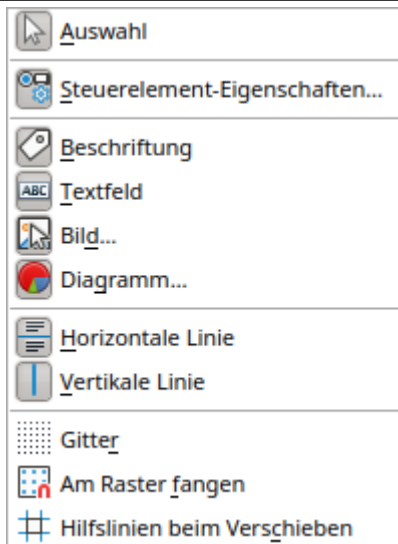 Auswahl
Steuerelement-Eigenschaften...
Beschriftung
ABC Textfeld
Bild...
Diagramm...
Horizontale Linie
Vertikale Linie
Gitter
Am Raster fangen
Hilfslinien beim Verschieben